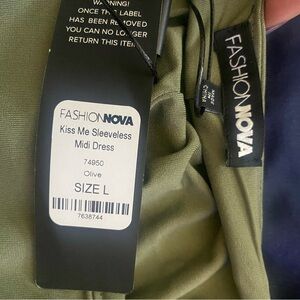 WARNING!
ONCE THIS LABEL
HAS BEEN REMOVED
YOU CAN NO LONGER
RETURN THIS ITEM
FASHIONNOVA
Kiss Me Sleeveless
Midi Dress
74950
Olive
SIZE L
7638744
MADE IN
CHINA
FASHIONNOVA